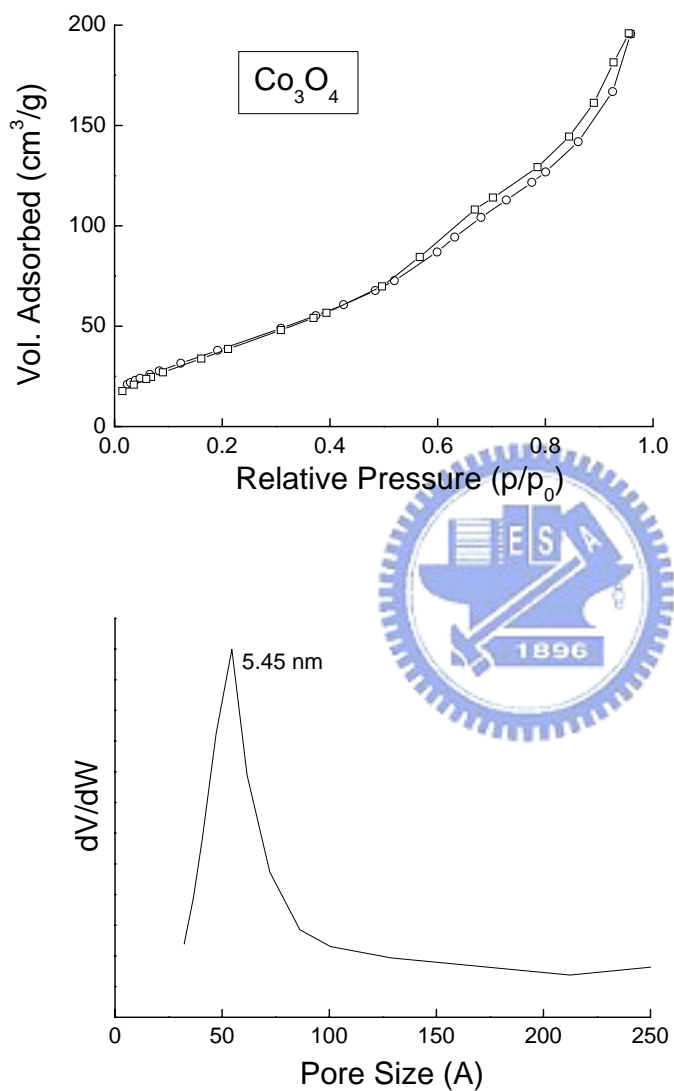 200
150
100
50
0
Vol. Adsorbed (cm³/g)
Co₃O₄
0.0 0.2 0.4 0.6 0.8 1.0
Relative Pressure (p/p₀)
E S A
1896
5.45 nm
dV/dW
0 50 100 150 200 250
Pore Size (A)